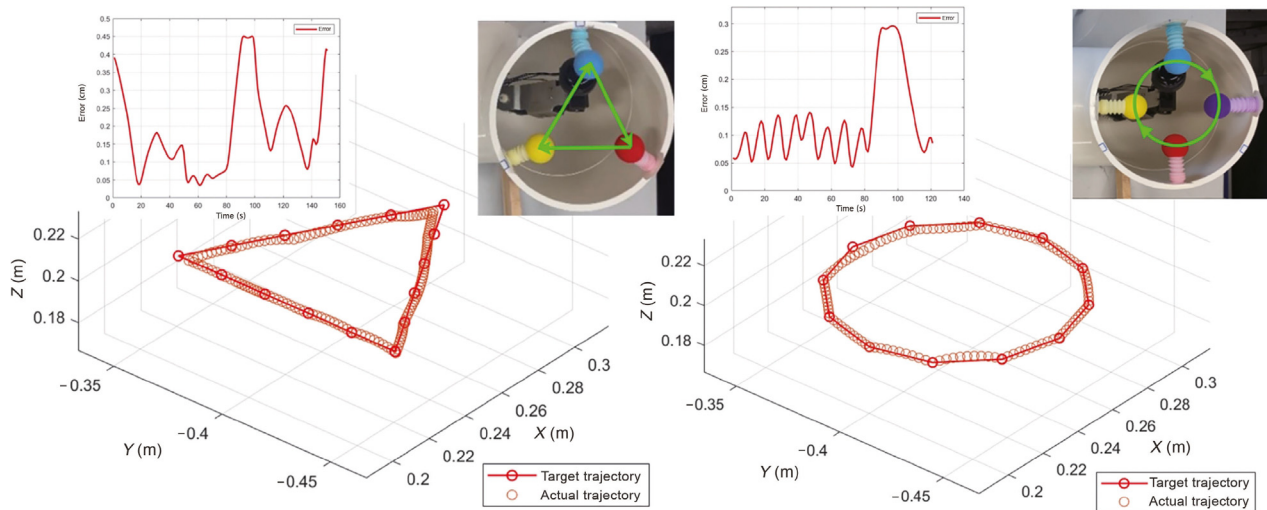 0.5
0.45
0.4
0.35
0.3
0.25
0.2
0.15
0.1
0.05
0
Error (cm)
0 20 40 60 80 100 120 140 160
Time (s)
Error
0.22
0.2
0.18
Z (m)
−0.35
−0.4
−0.45
Y (m)
0.3
0.28
0.26
0.24
0.22
0.2
X (m)
Target trajectory
Actual trajectory
0.3
0.25
0.2
0.15
0.1
0.05
0
Error (cm)
0 20 40 60 80 100 120 140
Time (s)
Error
0.22
0.2
0.18
Z (m)
−0.35
−0.4
−0.45
Y (m)
0.3
0.28
0.26
0.24
0.22
0.2
X (m)
Target trajectory
Actual trajectory